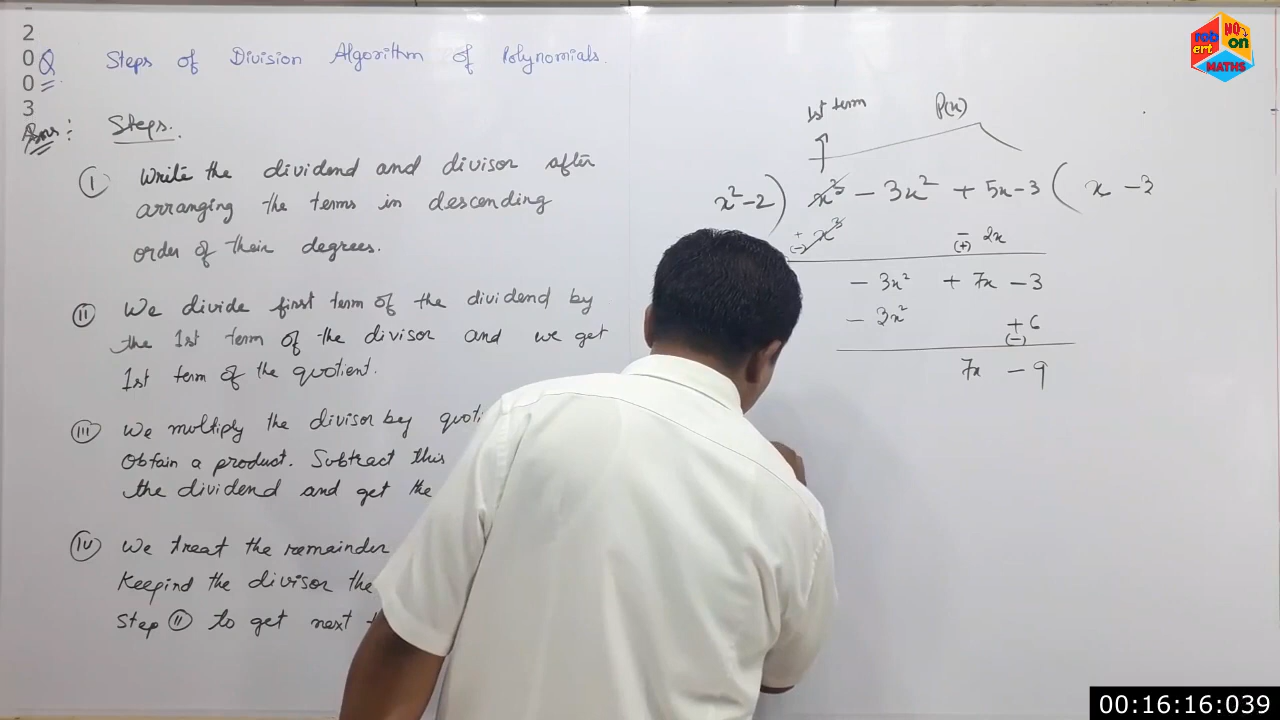 2
0
0
3
Q Steps of Division Algorithm of Polynomials.
Ans: Steps.
I Write the dividend and divisor after
arranging the terms in descending
order of their degrees.
II We divide first term of the dividend by
the 1st term of the divisor and we get
1st term of the quotient.
III We multiply the divisor by quoti
Obtain a product. Subtract this
the dividend and get the
IV We treat the remainder
Keepind the divisor the
Step II to get next t
1st term P(x)
x²-2) x³ - 3x² + 5x-3 ( x - 3
+ x³ - 2x
(-) (+)
- 3x² + 7x - 3
- 3x² + 6
(-)
7x - 9
robert
NO on
MATHS
00:16:16:039